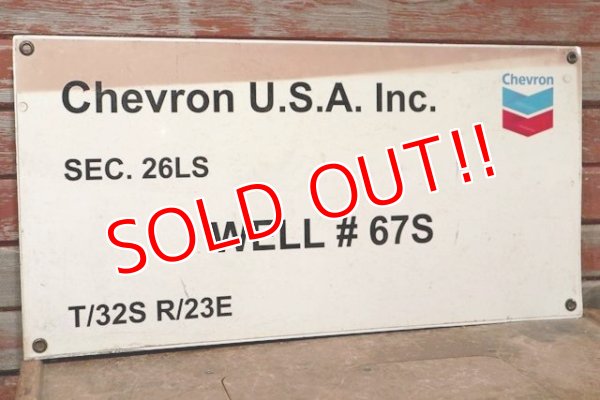 Chevron U.S.A. Inc.
Chevron
SEC. 26LS
SOLD OUT!!
WELL # 67S
T/32S R/23E